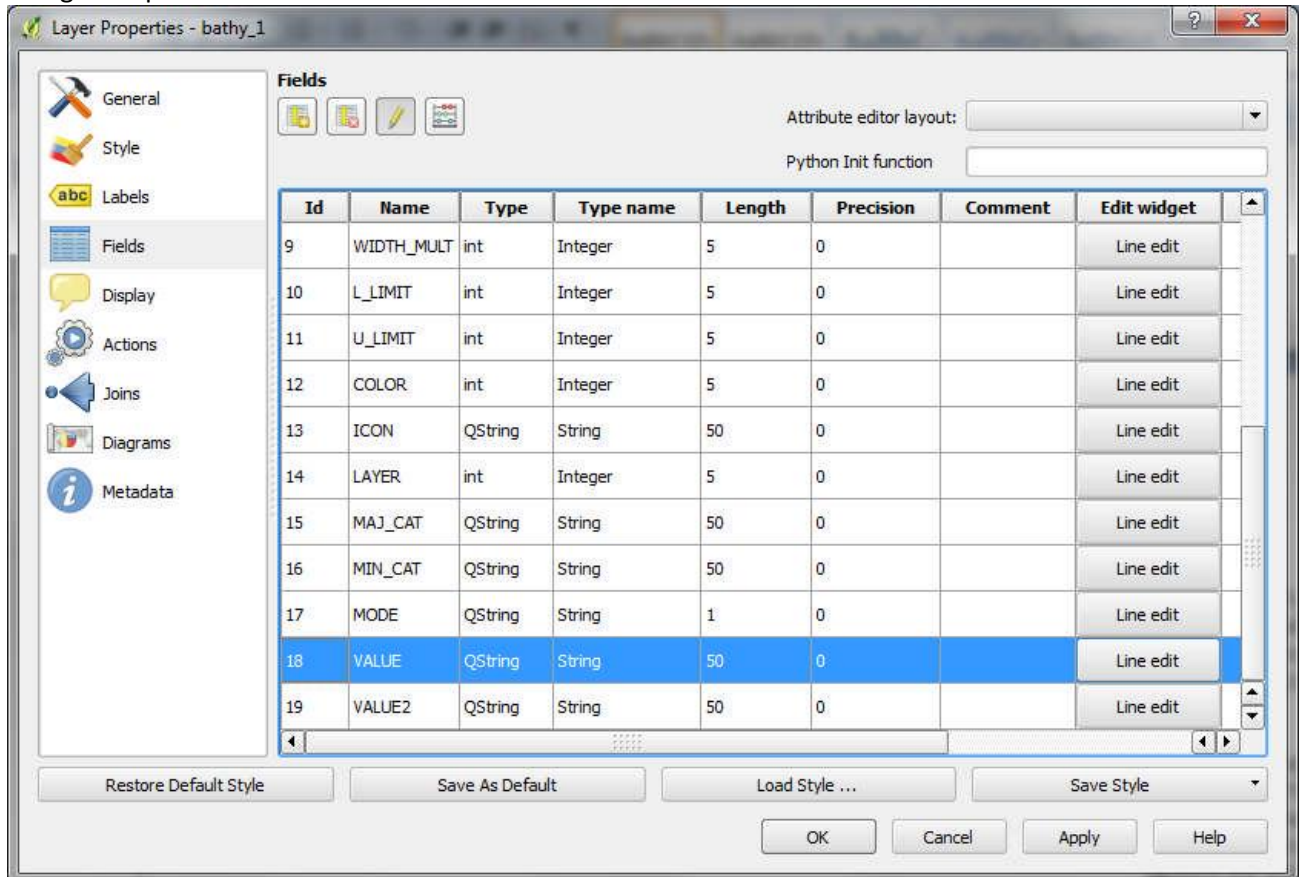 Layer Properties - bathy_1
General
Style
abc Labels
Fields
Display
Actions
Joins
Diagrams
Metadata
Fields
Attribute editor layout:
Python Init function
Id Name Type Type name Length Precision Comment Edit widget
9 WIDTH_MULT int Integer 5 0 Line edit
10 L_LIMIT int Integer 5 0 Line edit
11 U_LIMIT int Integer 5 0 Line edit
12 COLOR int Integer 5 0 Line edit
13 ICON QString String 50 0 Line edit
14 LAYER int Integer 5 0 Line edit
15 MAJ_CAT QString String 50 0 Line edit
16 MIN_CAT QString String 50 0 Line edit
17 MODE QString String 1 0 Line edit
18 VALUE QString String 50 0 Line edit
19 VALUE2 QString String 50 0 Line edit
Restore Default Style Save As Default Load Style ... Save Style
OK Cancel Apply Help